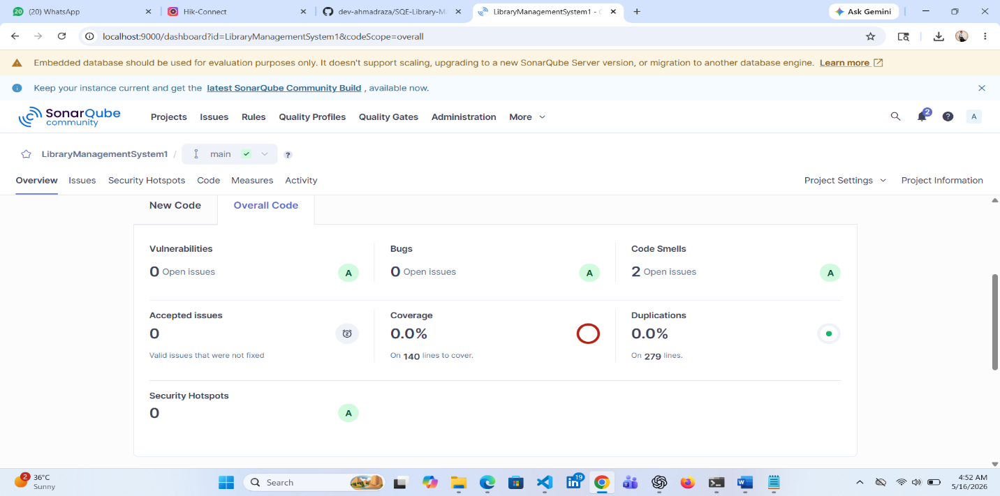 20 (20) WhatsApp
Hik-Connect
dev-ahmadraza/SQE-Library-M
LibraryManagementSystem1 -
Ask Gemini
localhost:9000/dashboard?id=LibraryManagementSystem1&codeScope=overall
Embedded database should be used for evaluation purposes only. It doesn't support scaling, upgrading to a new SonarQube Server version, or migration to another database engine. Learn more
Keep your instance current and get the latest SonarQube Community Build , available now.
SonarQube
community
Projects Issues Rules Quality Profiles Quality Gates Administration More
2
?
A
LibraryManagementSystem1 / main ?
Overview Issues Security Hotspots Code Measures Activity
Project Settings Project Information
New Code Overall Code
Vulnerabilities
0 Open issues A
Bugs
0 Open issues A
Code Smells
2 Open issues A
Accepted issues
0
Valid issues that were not fixed
Coverage
0.0%
On 140 lines to cover.
Duplications
0.0%
On 279 lines.
Security Hotspots
0 A
2
36°C
Sunny
Search
19
4:52 AM
5/16/2026